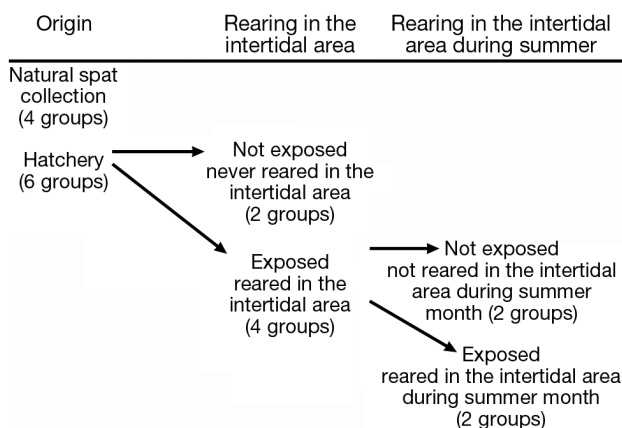 Origin
Rearing in the
intertidal area
Rearing in the intertidal
area during summer
Natural spat
collection
(4 groups)
Hatchery
(6 groups)
Not exposed
never reared in the
intertidal area
(2 groups)
Exposed
reared in the
intertidal area
(4 groups)
Not exposed
not reared in the intertidal
area during summer
month (2 groups)
Exposed
reared in the intertidal area
during summer month
(2 groups)